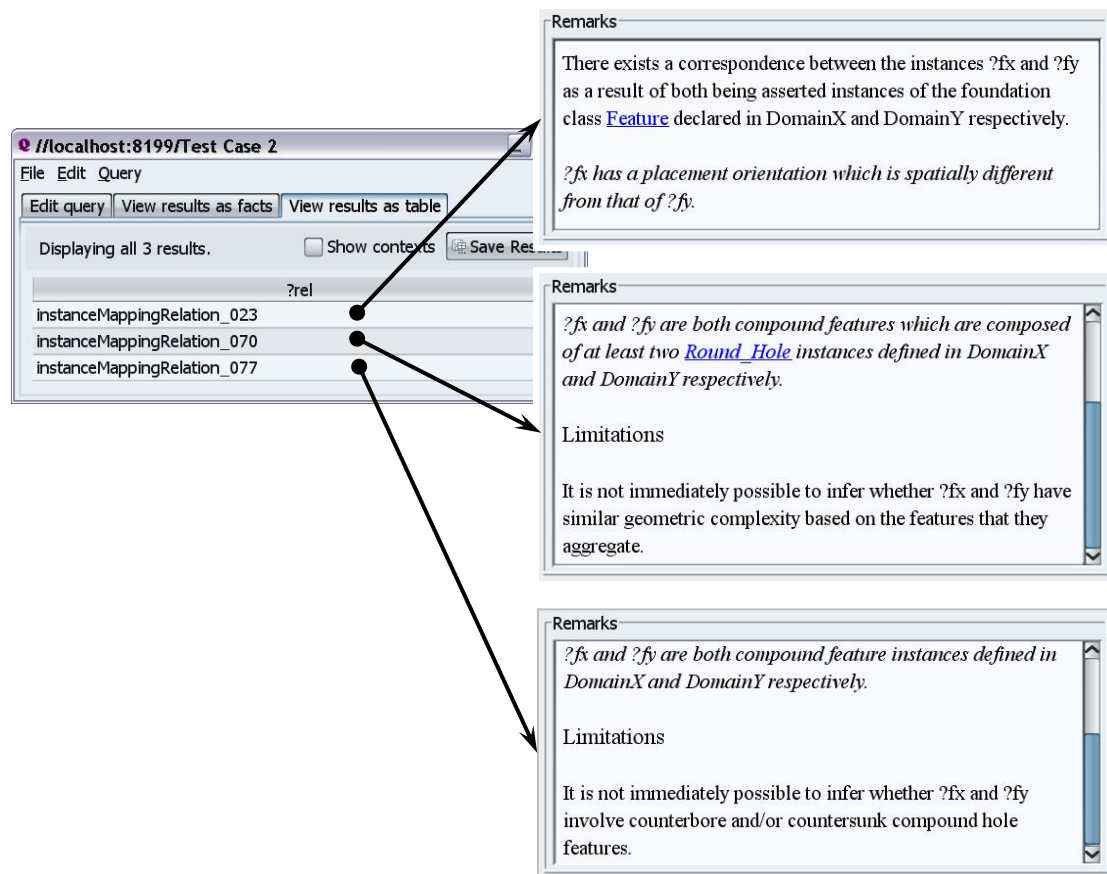 //localhost:8199/Test Case 2
File Edit Query
Edit query View results as facts View results as table
Displaying all 3 results. Show contexts Save Results
?rel
instanceMappingRelation_023
instanceMappingRelation_070
instanceMappingRelation_077
Remarks
There exists a correspondence between the instances ?fx and ?fy
as a result of both being asserted instances of the foundation
class Feature declared in DomainX and DomainY respectively.
?fx has a placement orientation which is spatially different
from that of ?fy.
Remarks
?fx and ?fy are both compound features which are composed
of at least two Round_Hole instances defined in DomainX
and DomainY respectively.
Limitations
It is not immediately possible to infer whether ?fx and ?fy have
similar geometric complexity based on the features that they
aggregate.
Remarks
?fx and ?fy are both compound feature instances defined in
DomainX and DomainY respectively.
Limitations
It is not immediately possible to infer whether ?fx and ?fy
involve counterbore and/or countersunk compound hole
features.